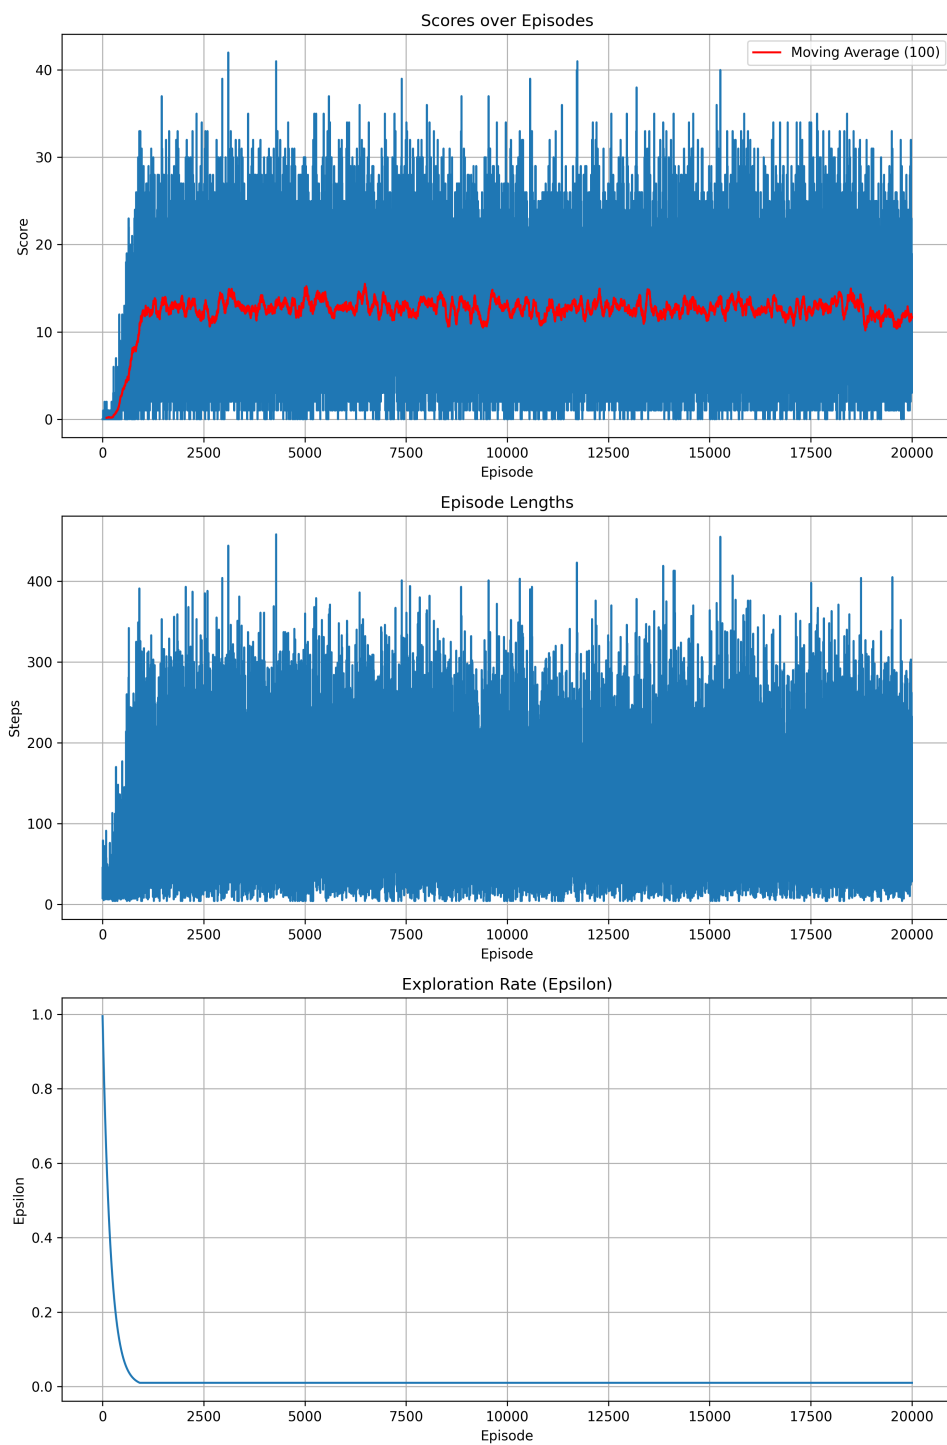 Scores over Episodes
Moving Average (100)
40
30
20
10
0
Score
0 2500 5000 7500 10000 12500 15000 17500 20000
Episode
Episode Lengths
400
300
200
100
0
Steps
0 2500 5000 7500 10000 12500 15000 17500 20000
Episode
Exploration Rate (Epsilon)
1.0
0.8
0.6
0.4
0.2
0.0
Epsilon
0 2500 5000 7500 10000 12500 15000 17500 20000
Episode